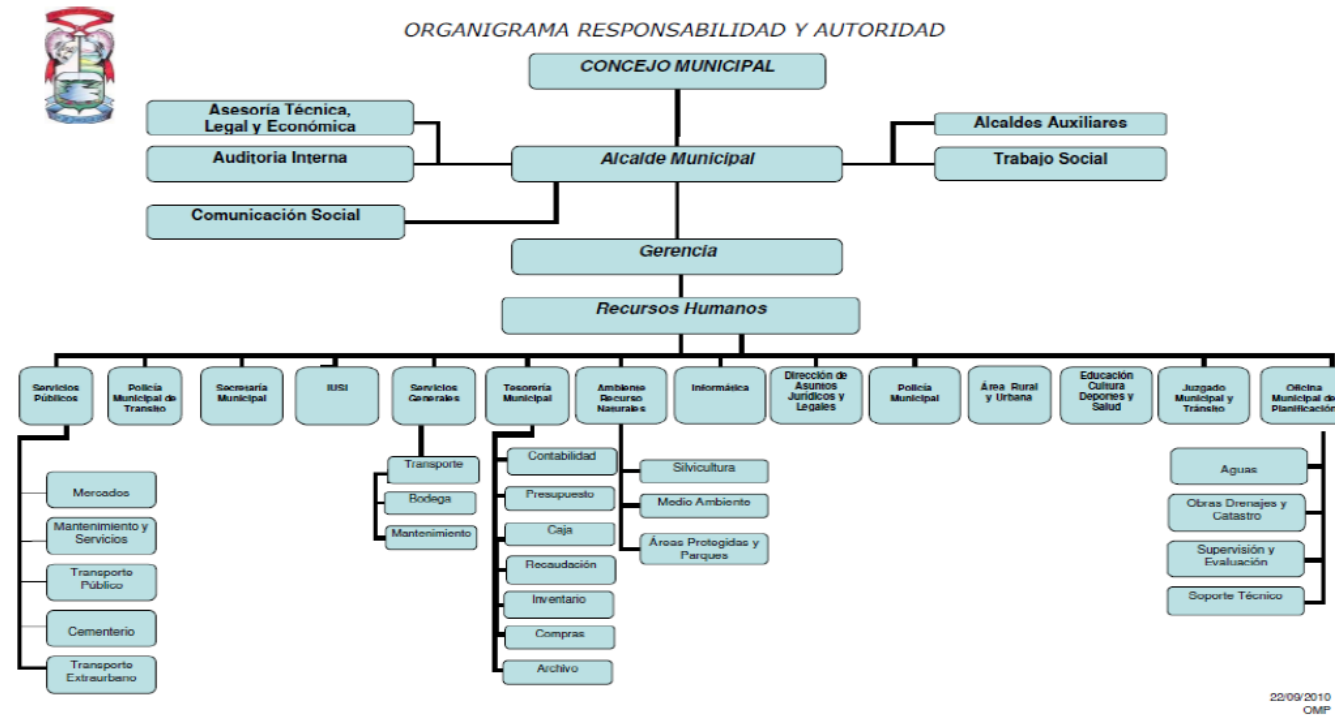 ORGANIGRAMA RESPONSABILIDAD Y AUTORIDAD
CONCEJO MUNICIPAL
Asesoría Técnica,
Legal y Económica
Alcaldes Auxiliares
Auditoria Interna
Alcalde Municipal
Trabajo Social
Comunicación Social
Gerencia
Recursos Humanos
Servicios
Públicos
Policía
Municipal de
Transito
Secretaría
Municipal
IUSI
Servicios
Generales
Tesorería
Municipal
Ambiente
Recurso
Naturales
Informática
Dirección de
Asuntos
Jurídicos y
Legales
Policía
Municipal
Área Rural
y Urbana
Educación
Cultura
Deportes y
Salud
Juzgado
Municipal y
Tránsito
Oficina
Municipal de
Planificación
Mercados
Mantenimiento y
Servicios
Transporte
Público
Cementerio
Transporte
Extraurbano
Transporte
Bodega
Mantenimiento
Contabilidad
Presupuesto
Caja
Recaudación
Inventario
Compras
Archivo
Silvicultura
Medio Ambiente
Áreas Protegidas y
Parques
Aguas
Obras Drenajes y
Catastro
Supervisión y
Evaluación
Soporte Técnico
22/09/2010
OMP